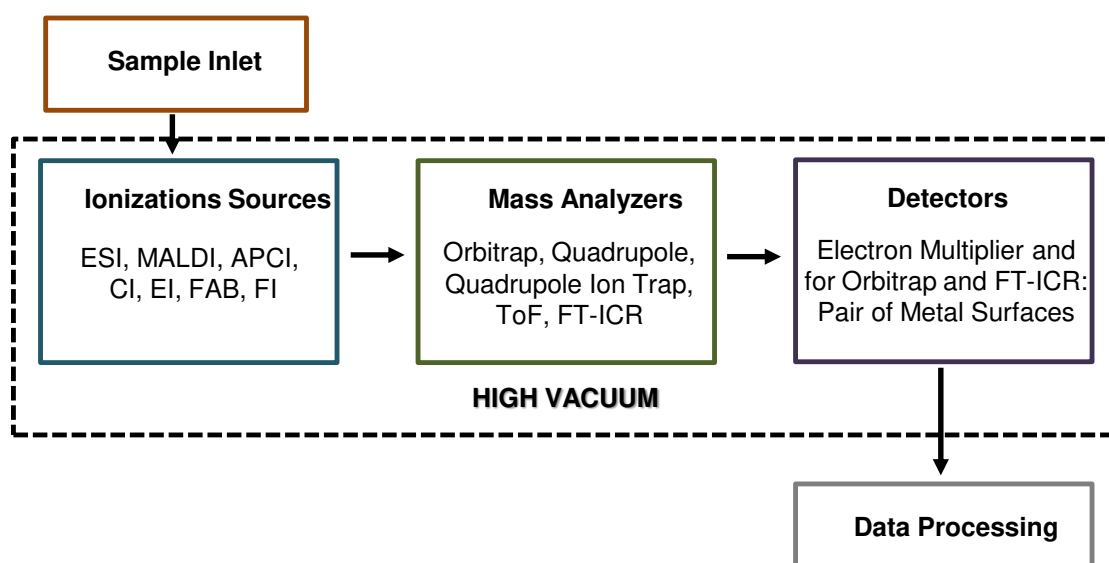 Sample Inlet
Ionizations Sources
ESI, MALDI, APCI,
CI, EI, FAB, FI
Mass Analyzers
Orbitrap, Quadrupole,
Quadrupole Ion Trap,
ToF, FT-ICR
Detectors
Electron Multiplier and
for Orbitrap and FT-ICR:
Pair of Metal Surfaces
HIGH VACUUM
Data Processing